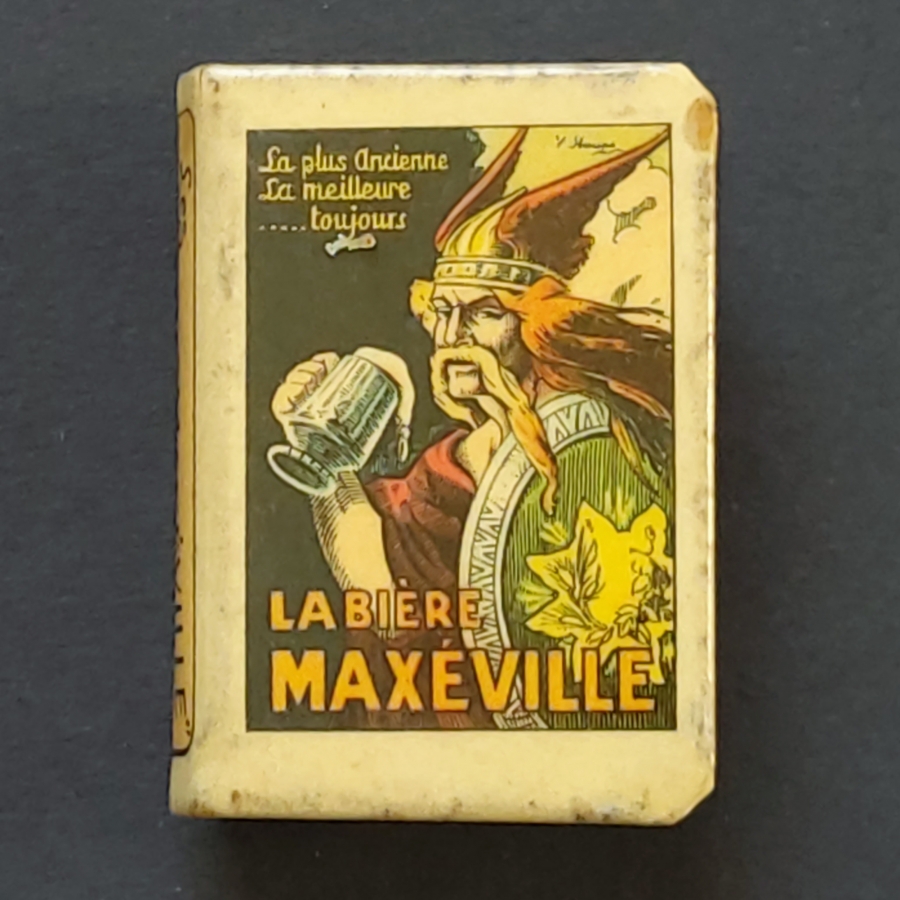 La plus Ancienne
La meilleure
.....toujours
LA BIÈRE
MAXÉVILLE